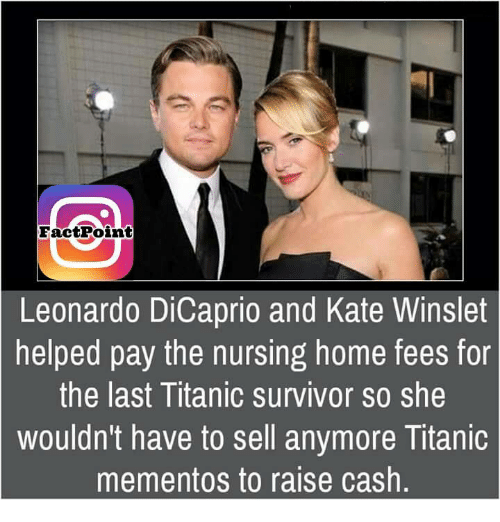 FactPoint
Leonardo DiCaprio and Kate Winslet
helped pay the nursing home fees for
the last Titanic survivor so she
wouldn't have to sell anymore Titanic
mementos to raise cash.